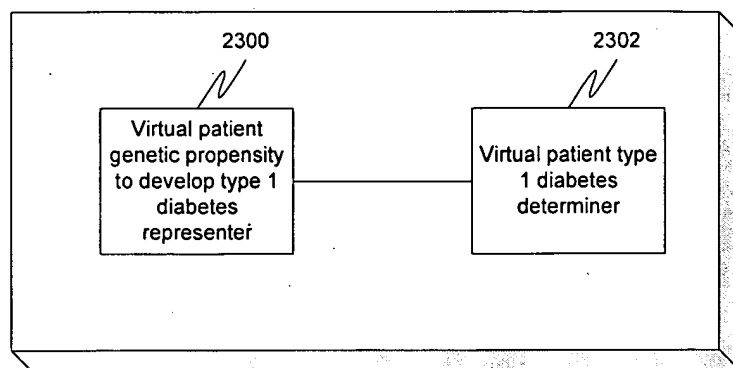 2300
2302
Virtual patient
genetic propensity
to develop type 1
diabetes
representer
Virtual patient type
1 diabetes
determiner